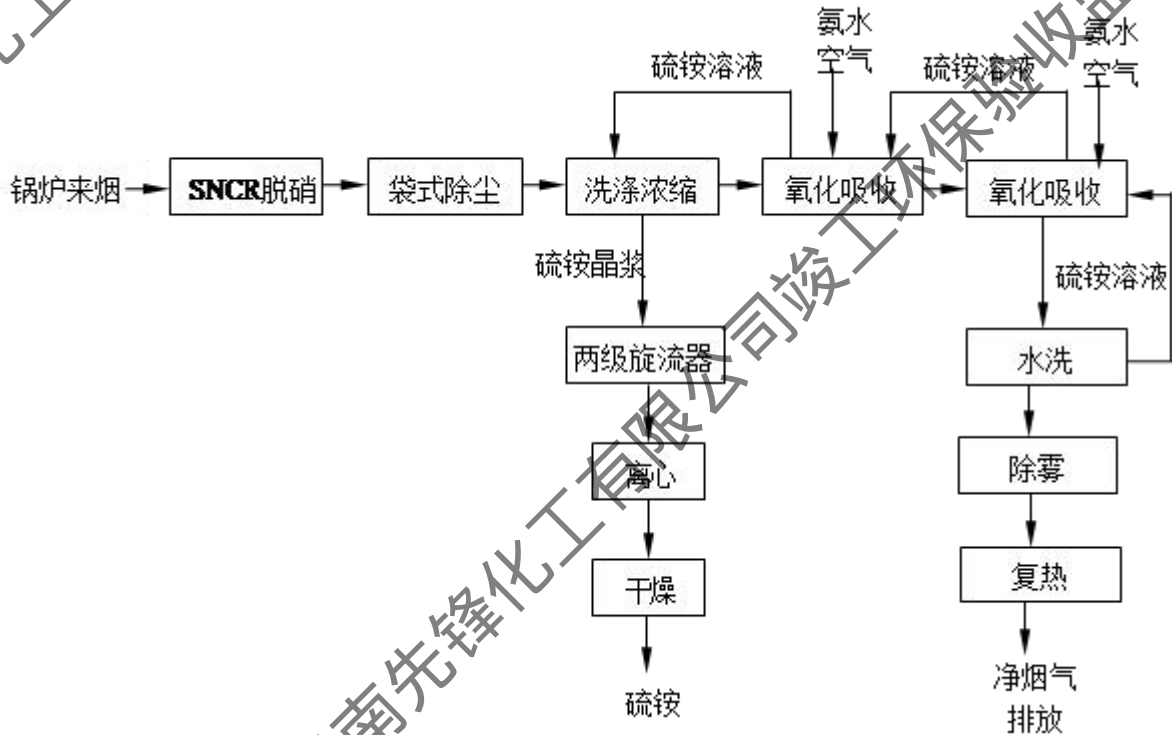 氨水
空气
氨水
空气
硫铵溶液
硫铵溶液
锅炉来烟
SNCR脱硝
袋式除尘
洗涤浓缩
氧化吸收
氧化吸收
硫铵晶浆
硫铵溶液
两级旋流器
水洗
离心
除雾
干燥
复热
硫铵
净烟气
排放
南先锋化工有限公司竣工环保验收监